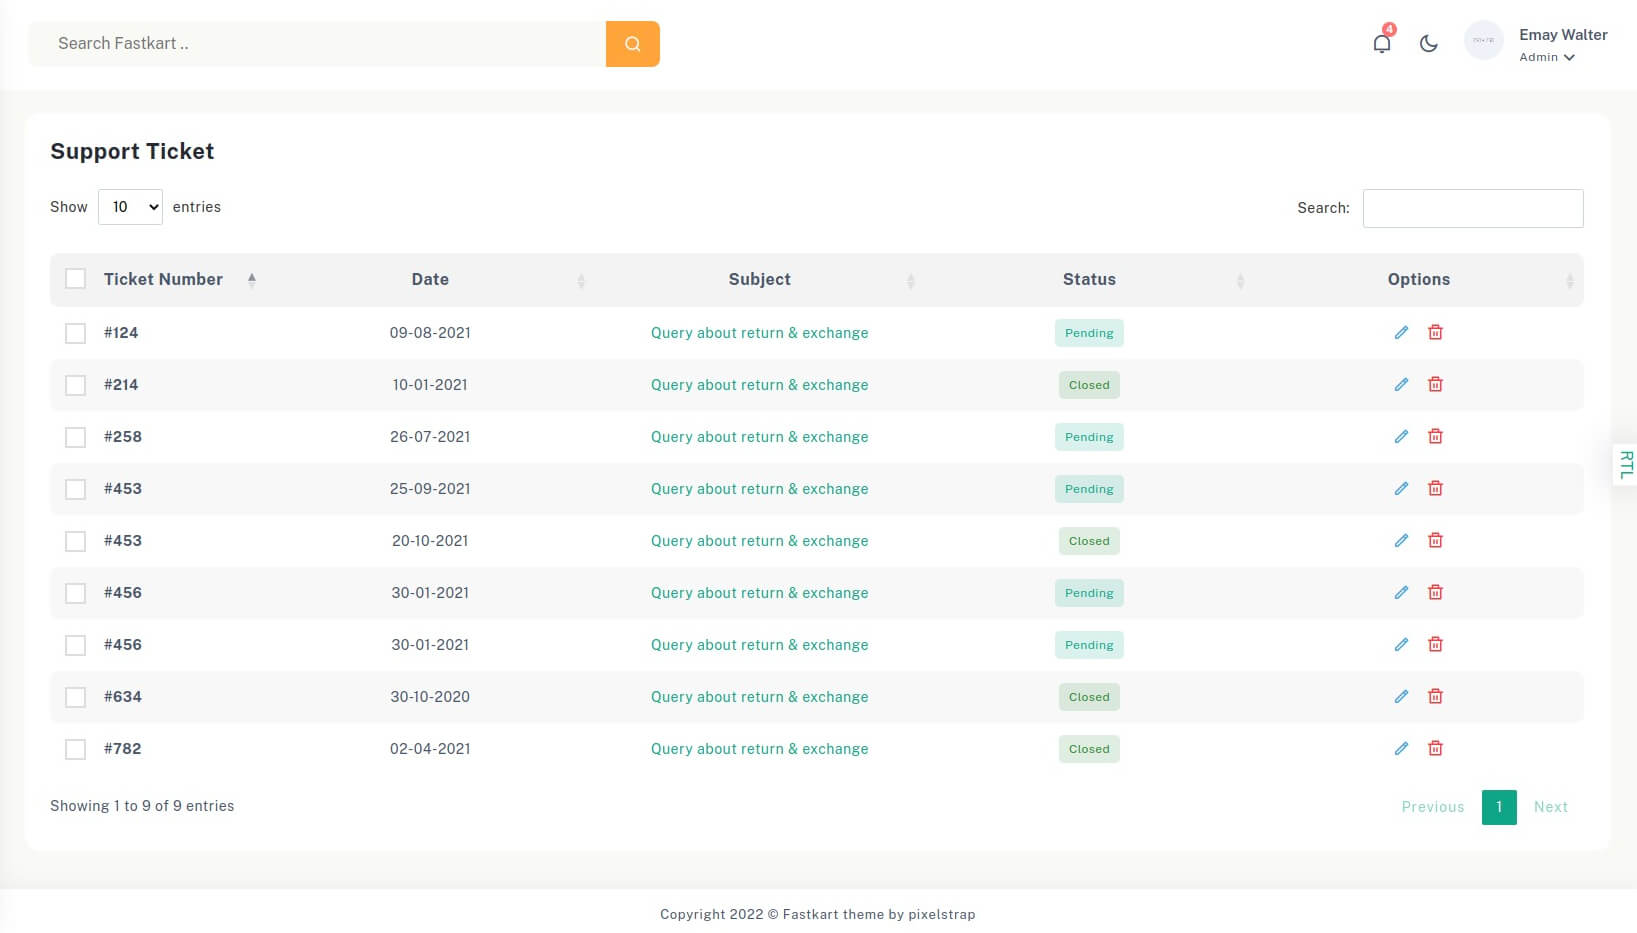 Search Fastkart ..
4
Emay Walter
Admin
Support Ticket
Show 10 entries
Search:
Ticket Number Date Subject Status Options
#124 09-08-2021 Query about return & exchange Pending
#214 10-01-2021 Query about return & exchange Closed
#258 26-07-2021 Query about return & exchange Pending
#453 25-09-2021 Query about return & exchange Pending
#453 20-10-2021 Query about return & exchange Closed
#456 30-01-2021 Query about return & exchange Pending
#456 30-01-2021 Query about return & exchange Pending
#634 30-10-2020 Query about return & exchange Closed
#782 02-04-2021 Query about return & exchange Closed
RTL
Showing 1 to 9 of 9 entries
Previous 1 Next
Copyright 2022 © Fastkart theme by pixelstrap